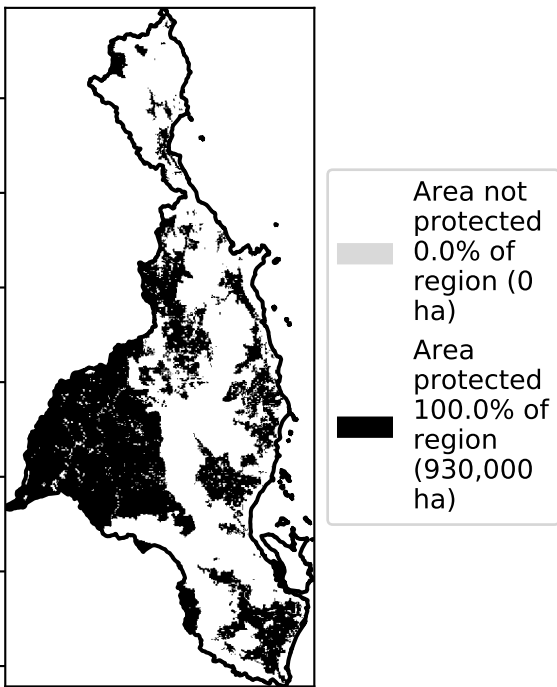 Area not
protected
0.0% of
region (0
ha)
Area
protected
100.0% of
region
(930,000
ha)